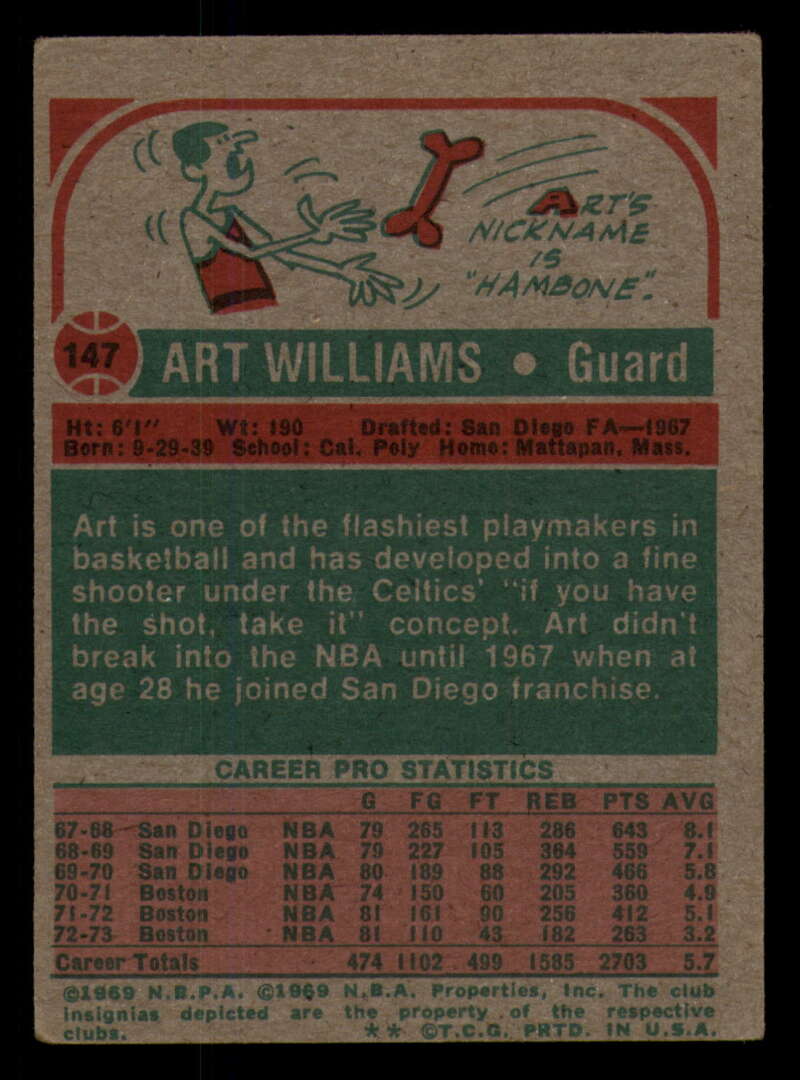 ART'S
NICKNAME
IS
"HAMBONE".
147 ART WILLIAMS • Guard
Ht: 6'1" Wt: 190 Drafted: San Diego FA—1967
Born: 9-29-39 School: Cal. Poly Home: Mattapan, Mass.
Art is one of the flashiest playmakers in
basketball and has developed into a fine
shooter under the Celtics' "if you have
the shot, take it" concept. Art didn't
break into the NBA until 1967 when at
age 28 he joined San Diego franchise.
CAREER PRO STATISTICS
G FG FT REB PTS AVG
67-68 San Diego NBA 79 265 113 286 643 8.1
68-69 San Diego NBA 79 227 105 364 559 7.1
69-70 San Diego NBA 80 189 88 292 466 5.8
70-71 Boston NBA 74 150 60 205 360 4.9
71-72 Boston NBA 81 161 90 256 412 5.1
72-73 Boston NBA 81 110 43 182 263 3.2
Career Totals 474 1102 499 1585 2703 5.7
©1969 N.B.P.A. ©1969 N.B.A. Properties, Inc. The club
insignias depicted are the property of the respective
clubs. ** ©T.C.G. PRTD. IN U.S.A.